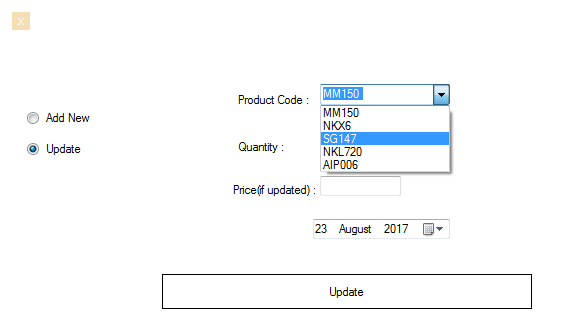 X
Add New
Update
Product Code :
MM150
MM150
NKX6
SG147
NKL720
AIP006
Quantity :
Price(if updated) :
23 August 2017
Update